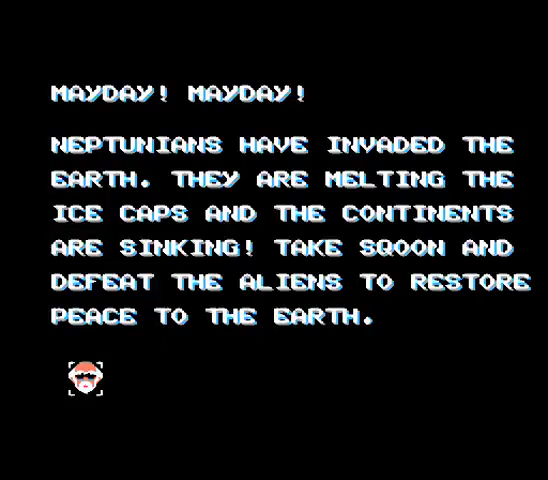 MAYDAY! MAYDAY!
NEPTUNIANS HAVE INVADED THE
EARTH. THEY ARE MELTING THE
ICE CAPS AND THE CONTINENTS
ARE SINKING! TAKE SQOON AND
DEFEAT THE ALIENS TO RESTORE
PEACE TO THE EARTH.